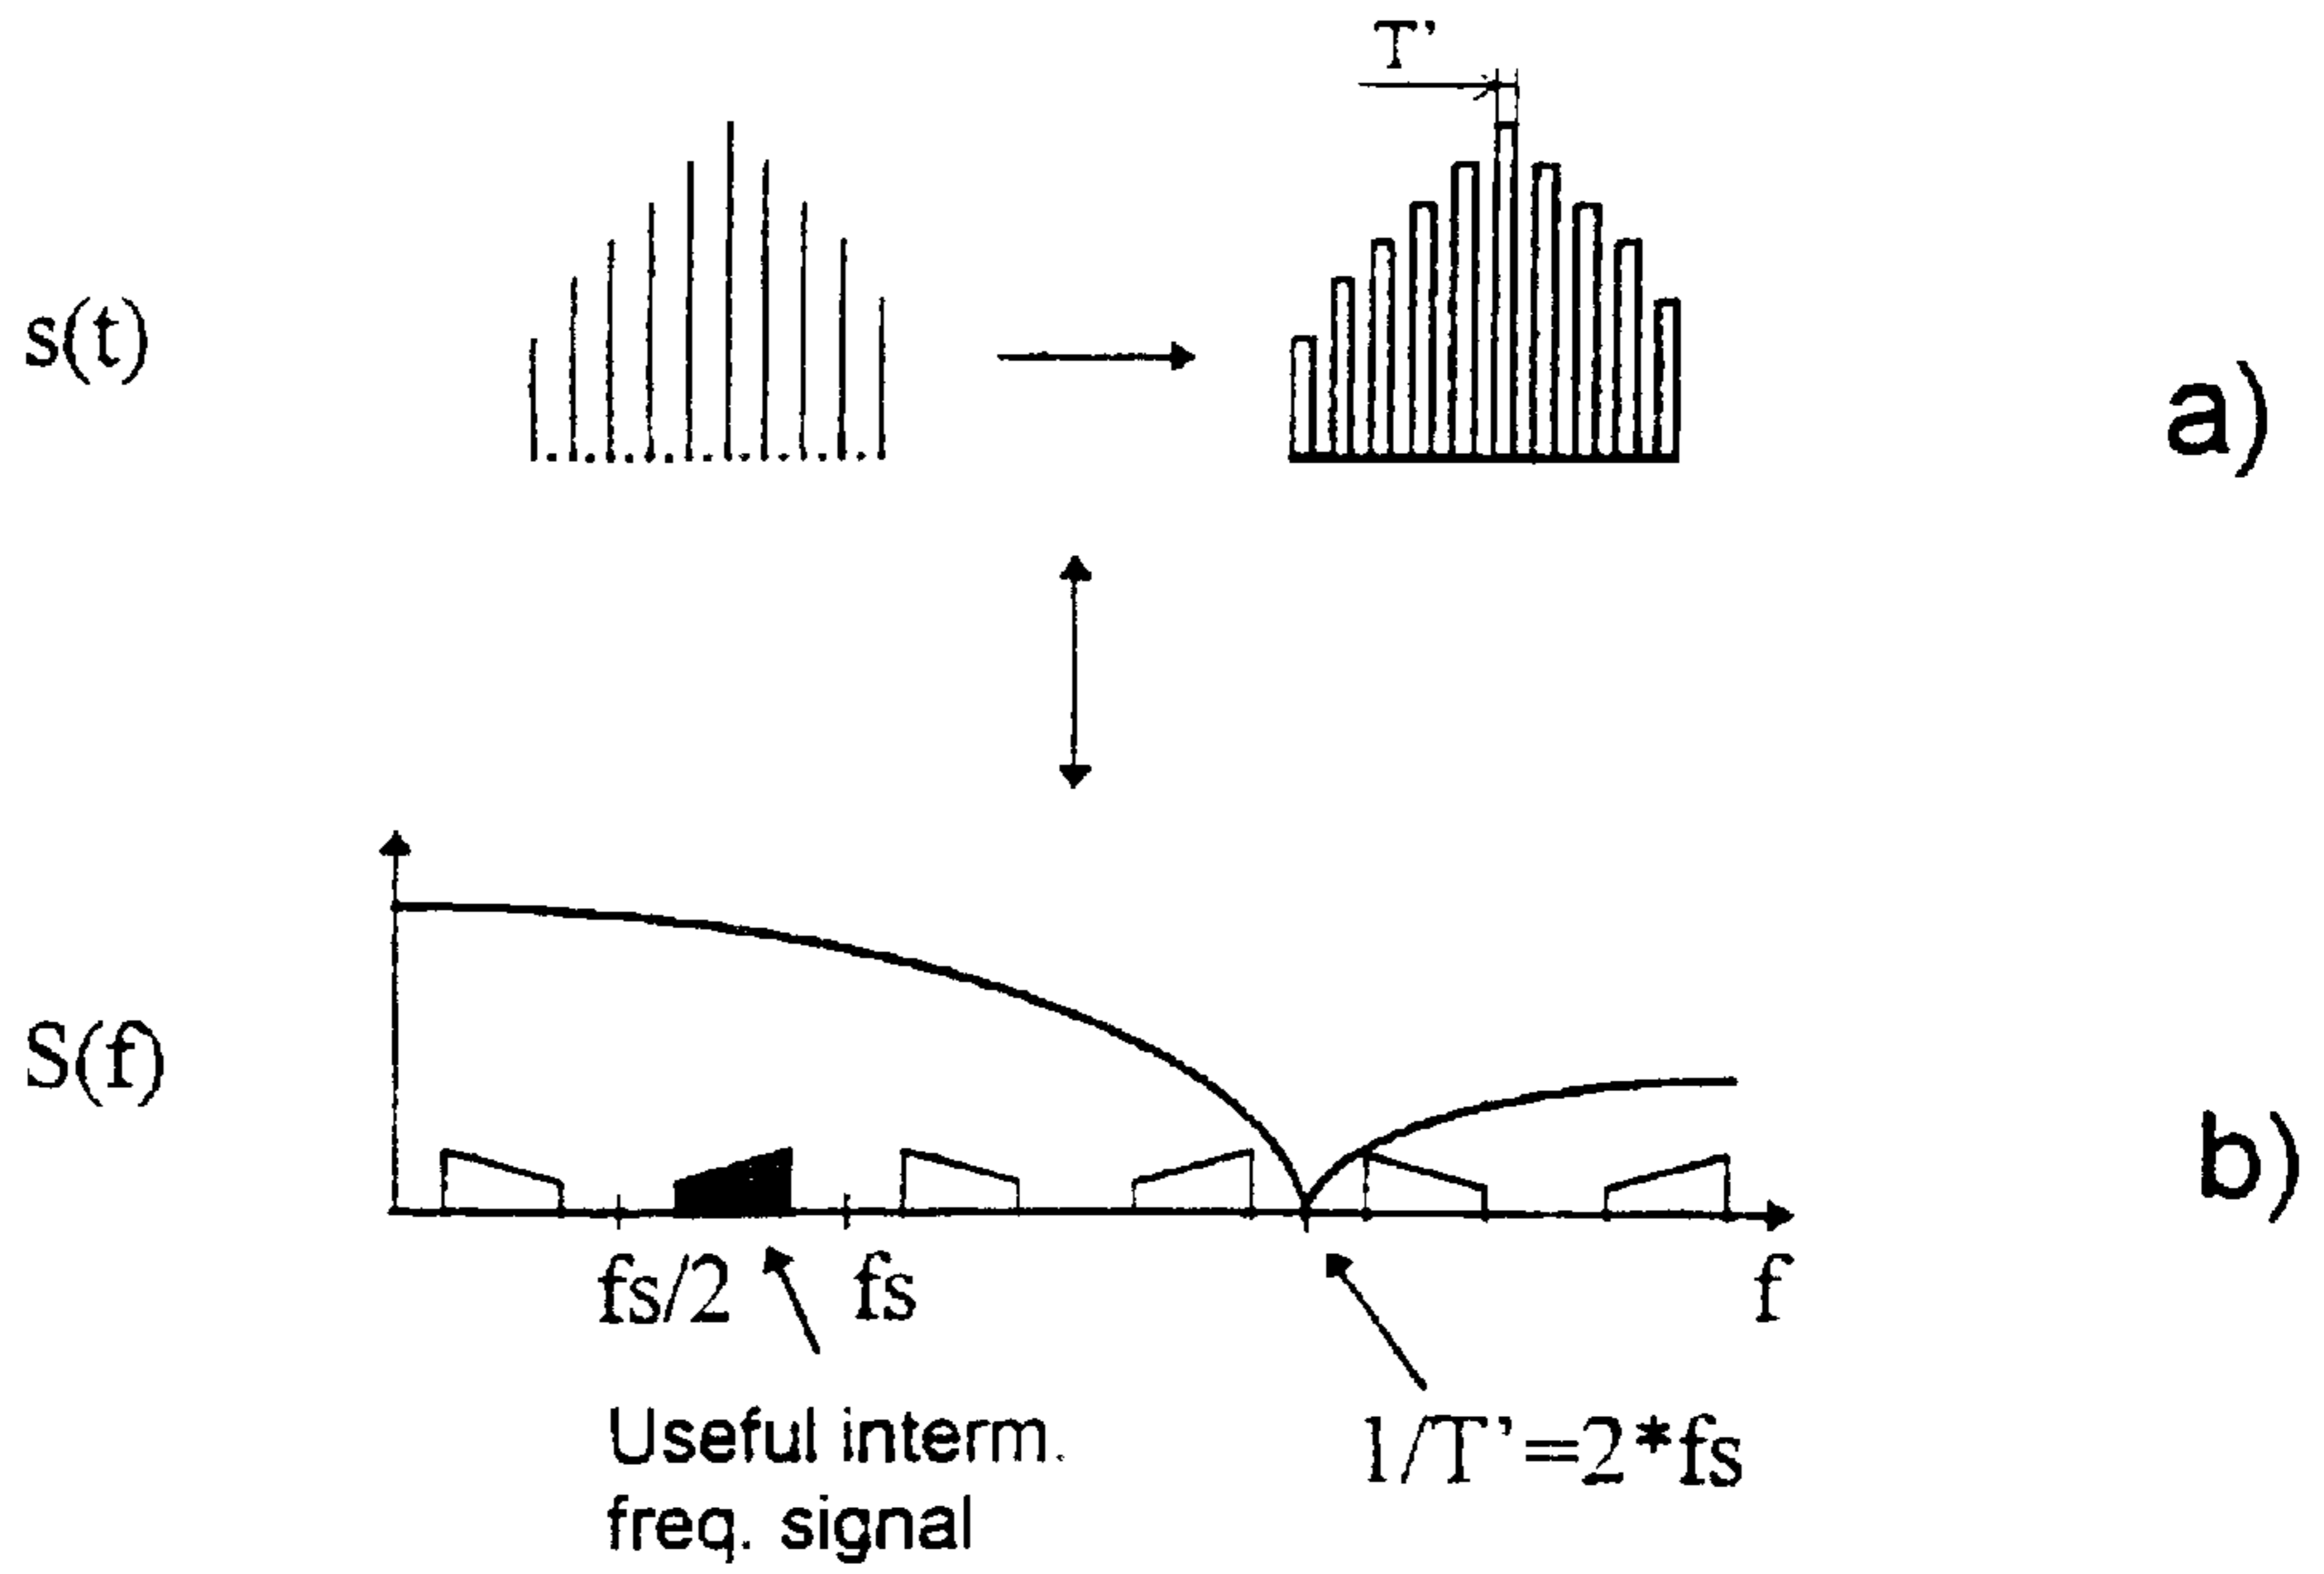 T’
s(t)
a)
S(f)
b)
fs/2
fs
f
Useful interm.
freq. signal
1/T’=2*fs